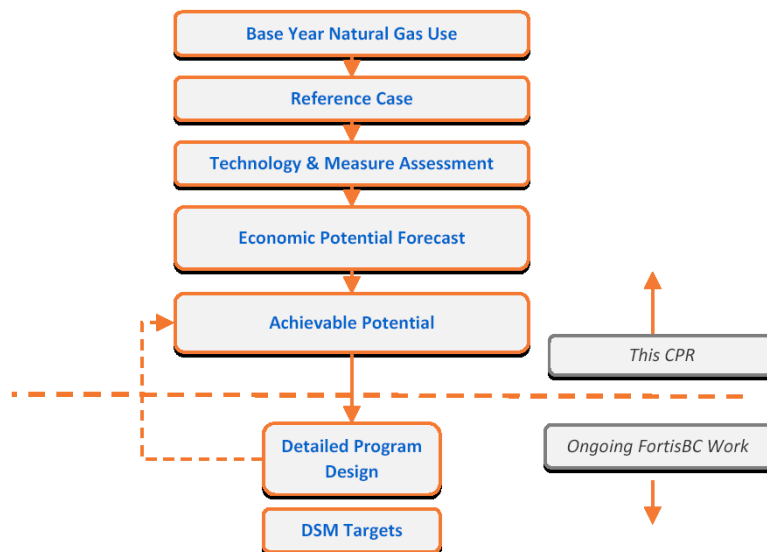 Base Year Natural Gas Use
Reference Case
Technology & Measure Assessment
Economic Potential Forecast
Achievable Potential
This CPR
Ongoing FortisBC Work
Detailed Program
Design
DSM Targets